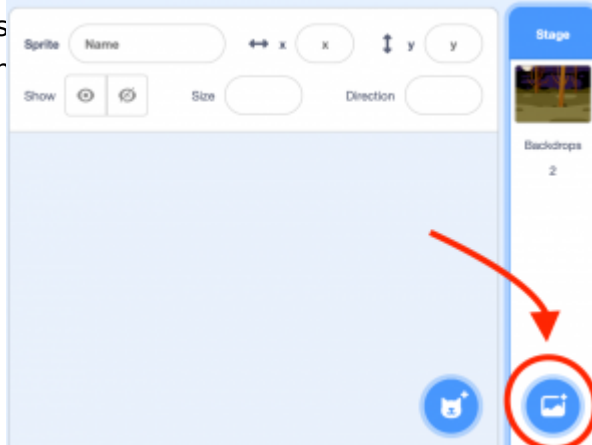 s
Sprite Name x x y y Stage
Show Size Direction
Backdrops
2